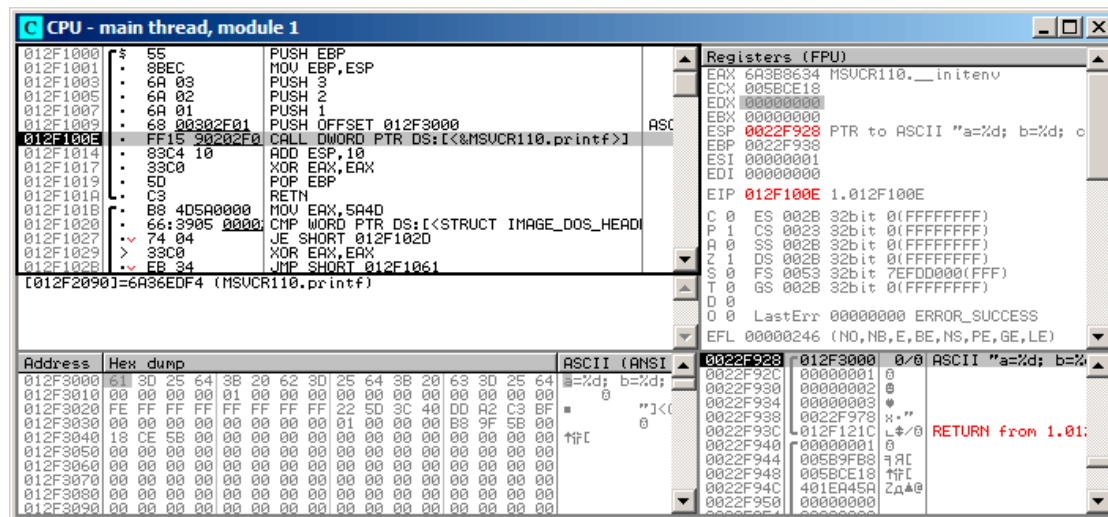 C CPU - main thread, module 1
012F1000 $ 55 PUSH EBP
012F1001 . 8BEC MOV EBP,ESP
012F1003 . 6A 03 PUSH 3
012F1005 . 6A 02 PUSH 2
012F1007 . 6A 01 PUSH 1
012F1009 . 68 00302F01 PUSH OFFSET 012F3000 ASC
012F100E . FF15 90202F0 CALL DWORD PTR DS:[<&MSVCR110.printf>]
012F1014 . 83C4 10 ADD ESP,10
012F1017 . 33C0 XOR EAX,EAX
012F1019 . 5D POP EBP
012F101A . C3 RETN
012F101B . B8 4D5A0000 MOV EAX,5A4D
012F1020 . 66:3905 0000 CMP WORD PTR DS:[<STRUCT IMAGE_DOS_HEAD
012F1027 . 74 04 JE SHORT 012F102D
012F1029 > 33C0 XOR EAX,EAX
012F102B . EB 34 JMP SHORT 012F1061
[012F2090]=6A36EDF4 (MSVCR110.printf)
Registers (FPU)
EAX 6A3B8634 MSVCR110.__initenv
ECX 005BCE18
EDX 00000000
EBX 00000000
ESP 0022F928 PTR to ASCII "a=%d; b=%d; c
EBP 0022F938
ESI 00000001
EDI 00000000
EIP 012F100E 1.012F100E
C 0 ES 002B 32bit 0(FFFFFFFF)
P 1 CS 0023 32bit 0(FFFFFFFF)
A 0 SS 002B 32bit 0(FFFFFFFF)
Z 1 DS 002B 32bit 0(FFFFFFFF)
S 0 FS 0053 32bit 7EFDD000(FFF)
T 0 GS 002B 32bit 0(FFFFFFFF)
D 0
O 0 LastErr 00000000 ERROR_SUCCESS
EFL 00000246 (NO,NB,E,BE,NS,PE,GE,LE)
Address Hex dump ASCII (ANSI
012F3000 61 3D 25 64 3B 20 62 3D 25 64 3B 20 63 3D 25 64 a=%d; b=%d;
012F3010 00 00 00 00 01 00 00 00 00 00 00 00 00 00 00 00
012F3020 FE FF FF FF FF FF FF FF 22 5D 3C 40 DD A2 C3 BF "]<
012F3030 00 00 00 00 00 00 00 00 01 00 00 00 B8 9F 5B 00
012F3040 18 CE 5B 00 00 00 00 00 00 00 00 00 00 00 00 00
012F3050 00 00 00 00 00 00 00 00 00 00 00 00 00 00 00 00
012F3060 00 00 00 00 00 00 00 00 00 00 00 00 00 00 00 00
012F3070 00 00 00 00 00 00 00 00 00 00 00 00 00 00 00 00
012F3080 00 00 00 00 00 00 00 00 00 00 00 00 00 00 00 00
012F3090 00 00 00 00 00 00 00 00 00 00 00 00 00 00 00 00
0022F928 012F3000 0/0 ASCII "a=%d; b=%
0022F92C 00000001
0022F930 00000002
0022F934 00000003
0022F938 0022F978
0022F93C 012F121C RETURN from 1.01
0022F940 00000001
0022F944 005B9FB8
0022F948 005BCE18
0022F94C 401EA45A
0022F950 00000000